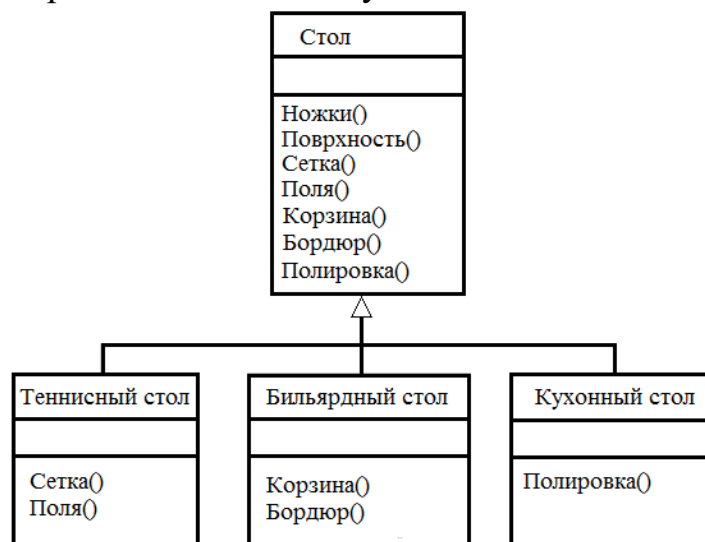 Стол
Ножки()
Поврхность()
Сетка()
Поля()
Корзина()
Бордюр()
Полировка()
Теннисный стол
Сетка()
Поля()
Бильярдный стол
Корзина()
Бордюр()
Кухонный стол
Полировка()